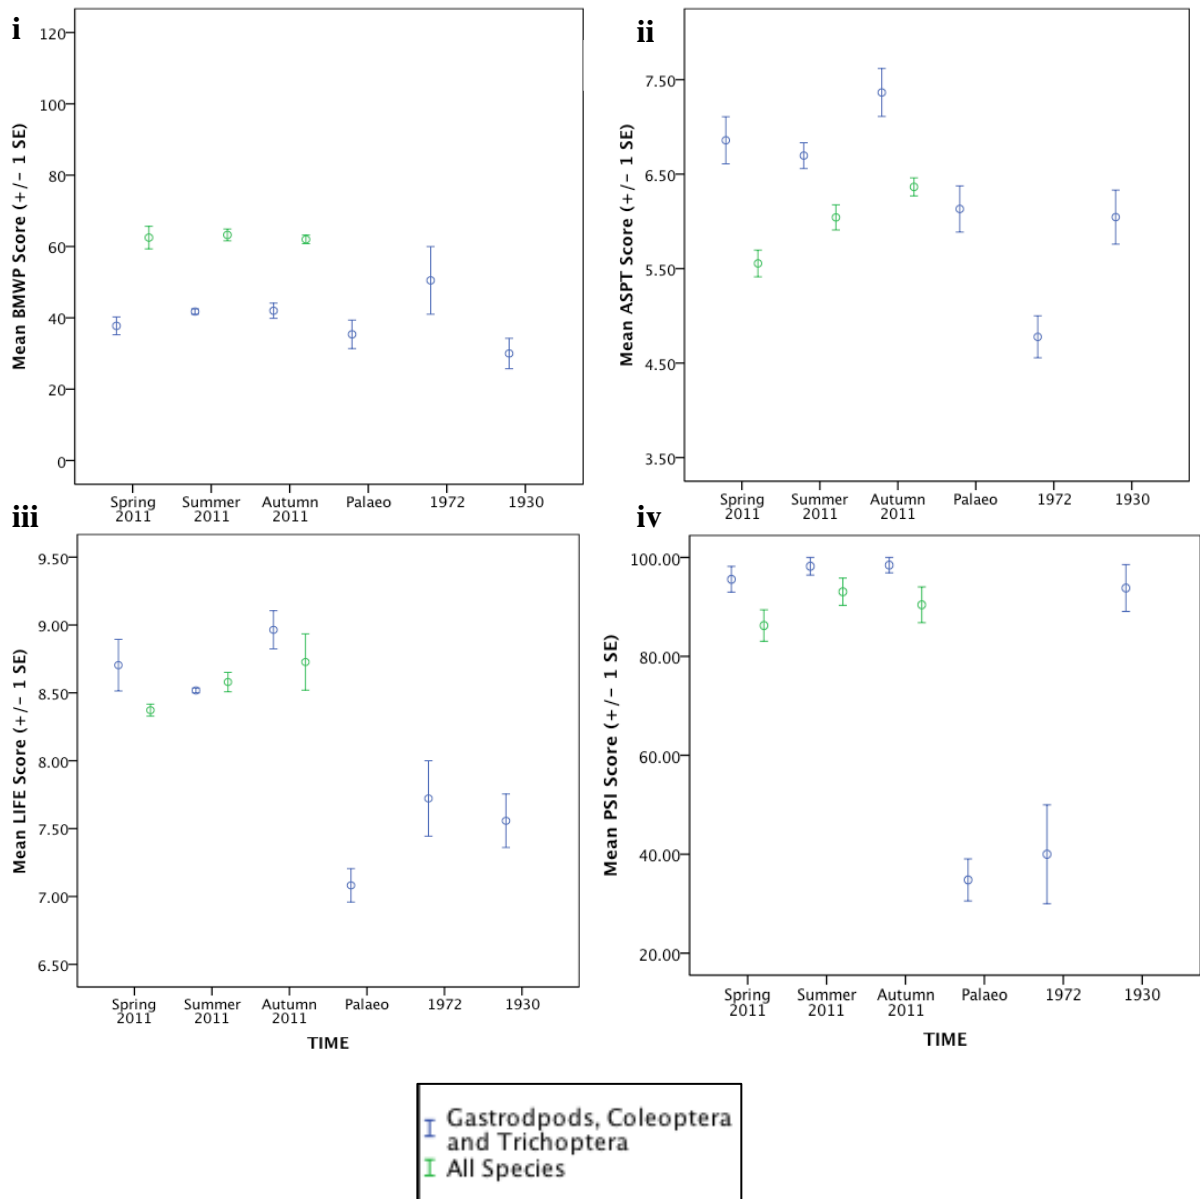 i
120
100
80
60
40
20
0
Mean BMWP Score (+/- 1 SE)
Spring 2011
Summer 2011
Autumn 2011
Palaeo
1972
1930
ii
7.50
6.50
5.50
4.50
3.50
Mean ASPT Score (+/- 1 SE)
Spring 2011
Summer 2011
Autumn 2011
Palaeo
1972
1930
iii
9.50
9.00
8.50
8.00
7.50
7.00
6.50
Mean LIFE Score (+/- 1 SE)
Spring 2011
Summer 2011
Autumn 2011
Palaeo
1972
1930
TIME
iv
100.00
80.00
60.00
40.00
20.00
Mean PSI Score (+/- 1 SE)
Spring 2011
Summer 2011
Autumn 2011
Palaeo
1972
1930
TIME
Gastrodpods, Coleoptera
and Trichoptera
All Species